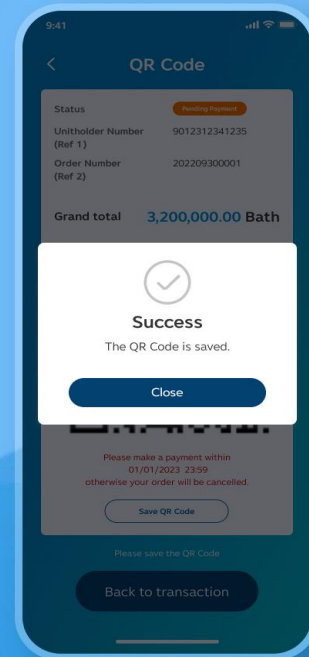 9:41
QR Code
Status Pending Payment
Unitholder Number 9012312341235
(Ref 1)
Order Number 202209300001
(Ref 2)
Grand total 3,200,000.00 Bath
Success
The QR Code is saved.
Close
Please make a payment within
01/01/2023 23:59
otherwise your order will be cancelled.
Save QR Code
Please save the QR Code
Back to transaction